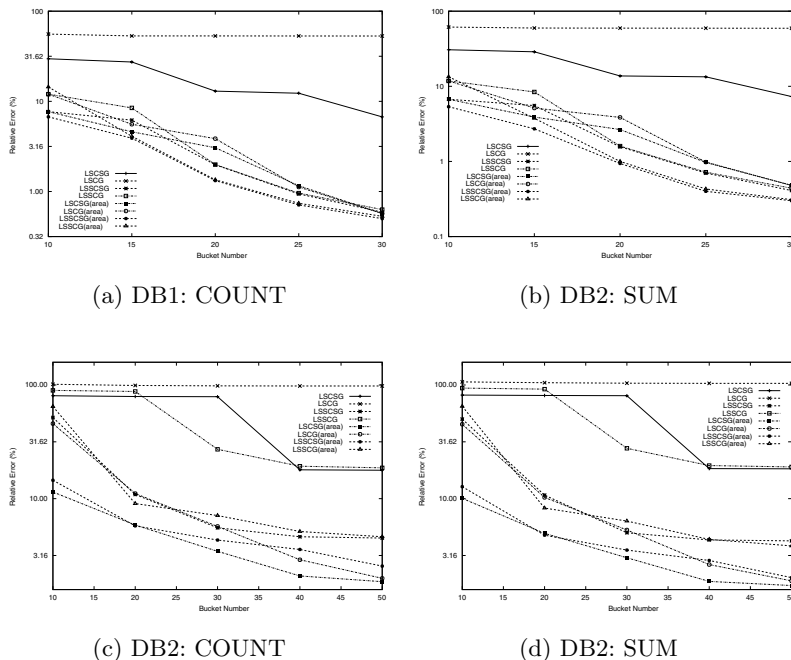 100
31.62
10
3.16
1.00
0.32
Relative Error (%)
LSCSG
LSCG
LSSCSG
LSSCG
LSCSG(area)
LSCG(area)
LSSCSG(area)
LSSCG(area)
10 15 20 25 30
Bucket Number
(a) DB1: COUNT
100
10
1
0.1
Relative Error (%)
LSCSG
LSCG
LSSCSG
LSSCG
LSCSG(area)
LSCG(area)
LSSCSG(area)
LSSCG(area)
10 15 20 25 30
Bucket Number
(b) DB2: SUM
100.00
31.62
10.00
3.16
Relative Error (%)
LSCSG
LSCG
LSSCSG
LSSCG
LSCSG(area)
LSCG(area)
LSSCSG(area)
LSSCG(area)
10 15 20 25 30 35 40 45 50
Bucket Number
(c) DB2: COUNT
100.00
31.62
10.00
3.16
Relative Error (%)
LSCSG
LSCG
LSSCSG
LSSCG
LSCSG(area)
LSCG(area)
LSSCSG(area)
LSSCG(area)
10 15 20 25 30 35 40 45 50
Bucket Number
(d) DB2: SUM